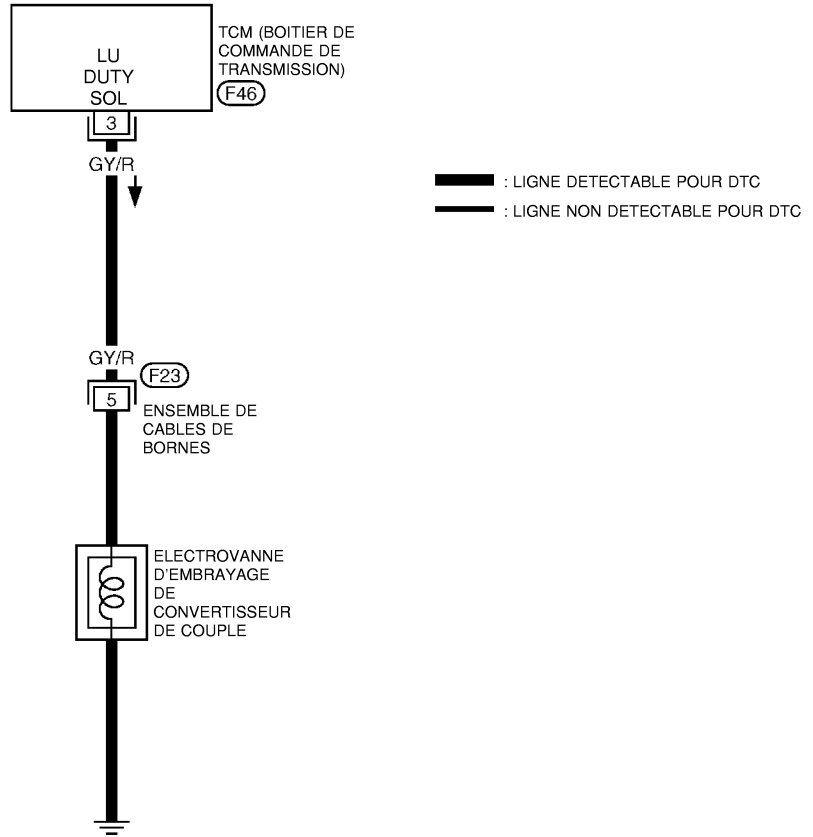 TCM (BOITIER DE
COMMANDE DE
TRANSMISSION)
F46
LU
DUTY
SOL
3
GY/R
: LIGNE DETECTABLE POUR DTC
: LIGNE NON DETECTABLE POUR DTC
GY/R
F23
5
ENSEMBLE DE
CABLES DE
BORNES
ELECTROVANNE
D'EMBRAYAGE
DE
CONVERTISSEUR
DE COUPLE